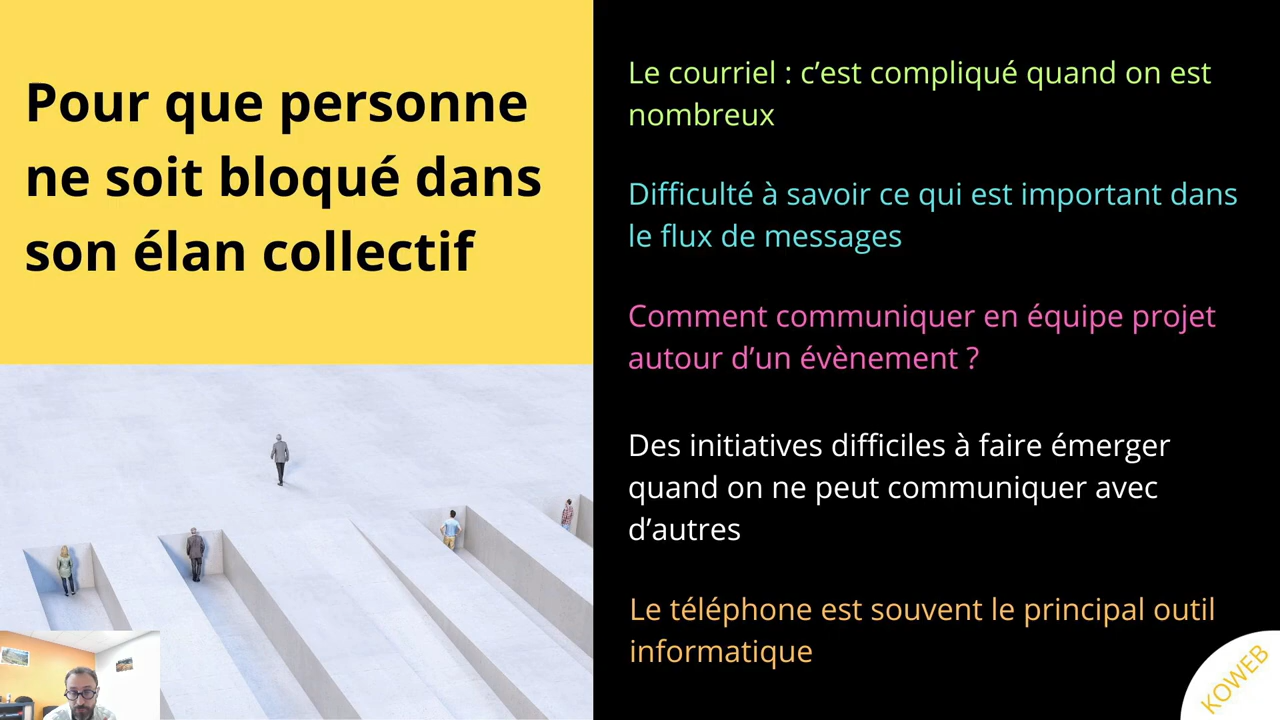 Pour que personne
ne soit bloqué dans
son élan collectif
Le courriel : c’est compliqué quand on est
nombreux
Difficulté à savoir ce qui est important dans
le flux de messages
Comment communiquer en équipe projet
autour d’un évènement ?
Des initiatives difficiles à faire émerger
quand on ne peut communiquer avec
d’autres
Le téléphone est souvent le principal outil
informatique
KOWEB